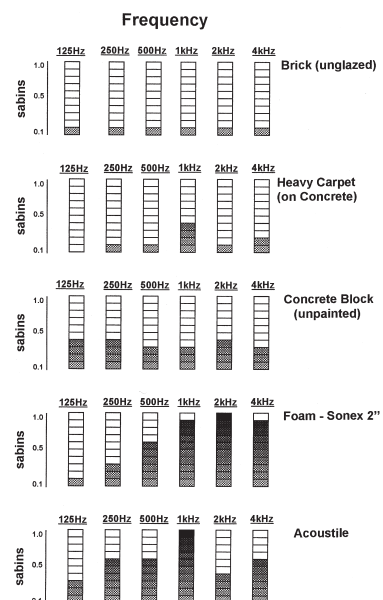 Frequency
125Hz 250Hz 500Hz 1kHz 2kHz 4kHz
Brick (unglazed)
1.0
0.5
0.1
sabins
125Hz 250Hz 500Hz 1kHz 2kHz 4kHz
Heavy Carpet
(on Concrete)
1.0
0.5
0.1
sabins
125Hz 250Hz 500Hz 1kHz 2kHz 4kHz
Concrete Block
(unpainted)
1.0
0.5
0.1
sabins
125Hz 250Hz 500Hz 1kHz 2kHz 4kHz
Foam - Sonex 2”
1.0
0.5
0.1
sabins
125Hz 250Hz 500Hz 1kHz 2kHz 4kHz
Acoustile
1.0
0.5
0.1
sabins